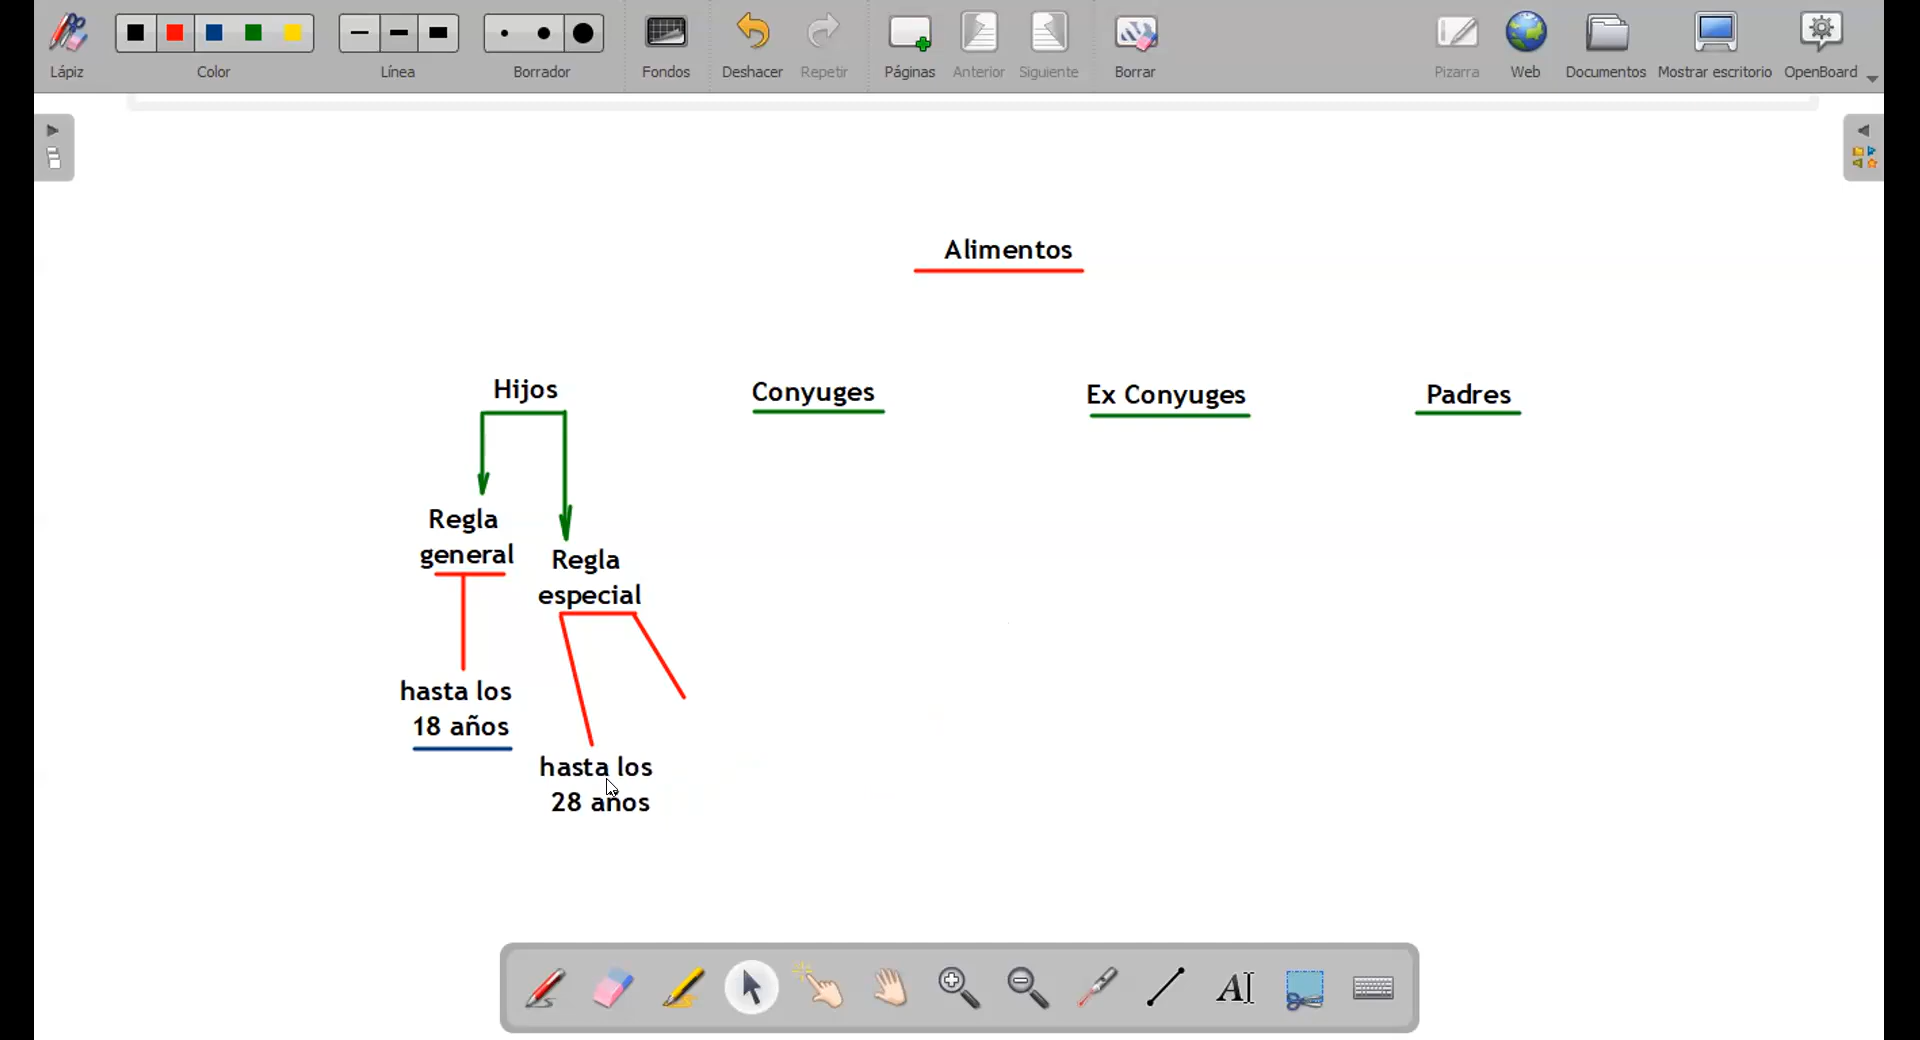 Lápiz
Color
Línea
Borrador
Fondos
Deshacer
Repetir
Páginas
Anterior
Siguiente
Borrar
Pizarra
Web
Documentos
Mostrar escritorio
OpenBoard
Alimentos
Hijos
Conyuges
Ex Conyuges
Padres
Regla
general
Regla
especial
hasta los
18 años
hasta los
28 años
AI